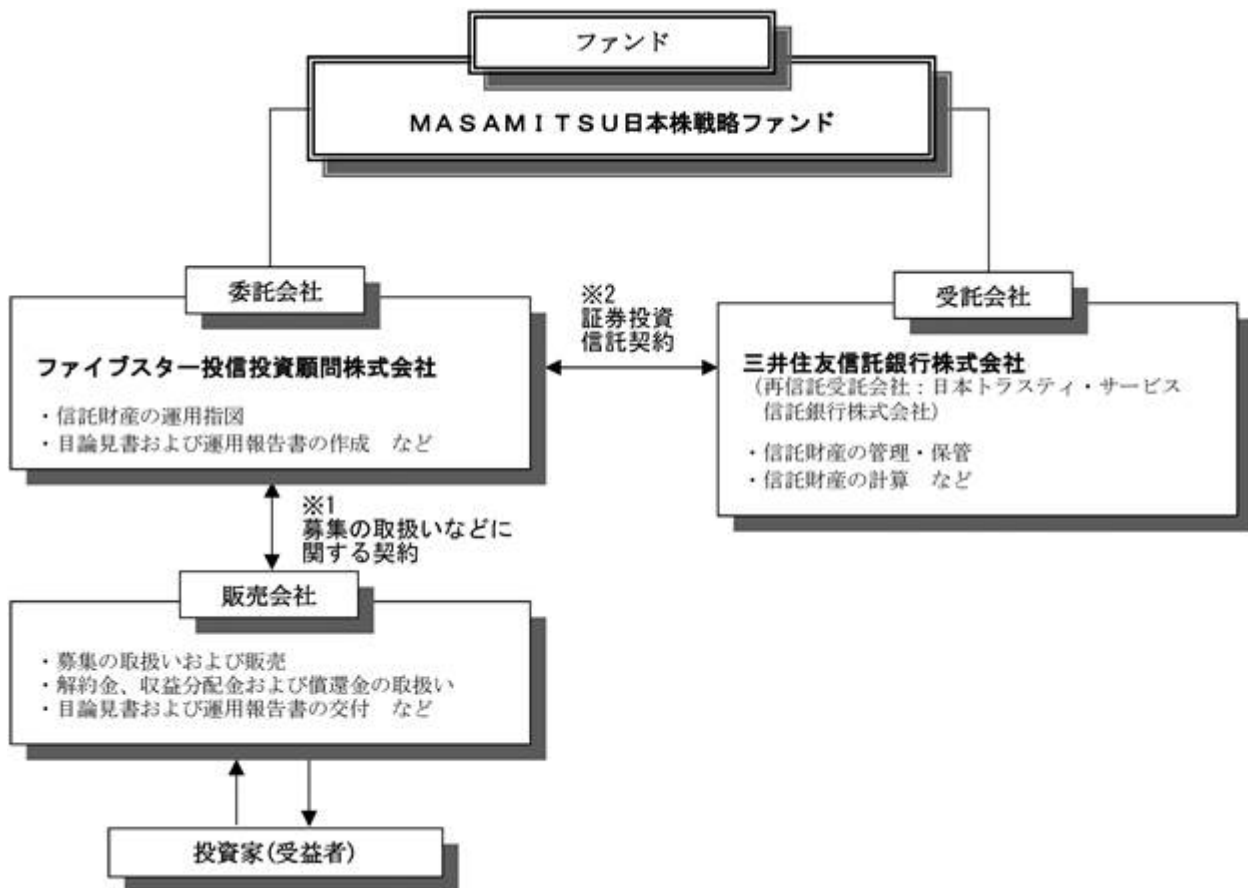 ファンド
ＭＡＳＡＭＩＴＳＵ日本株戦略ファンド
委託会社
ファイブスター投信投資顧問株式会社
・信託財産の運用指図
・目論見書および運用報告書の作成　など
※2
証券投資
信託契約
受託会社
三井住友信託銀行株式会社
（再信託受託会社：日本トラスティ・サービス
信託銀行株式会社）
・信託財産の管理・保管
・信託財産の計算　など
※1
募集の取扱いなどに
関する契約
販売会社
・募集の取扱いおよび販売
・解約金、収益分配金および償還金の取扱い
・目論見書および運用報告書の交付　など
投資家(受益者)